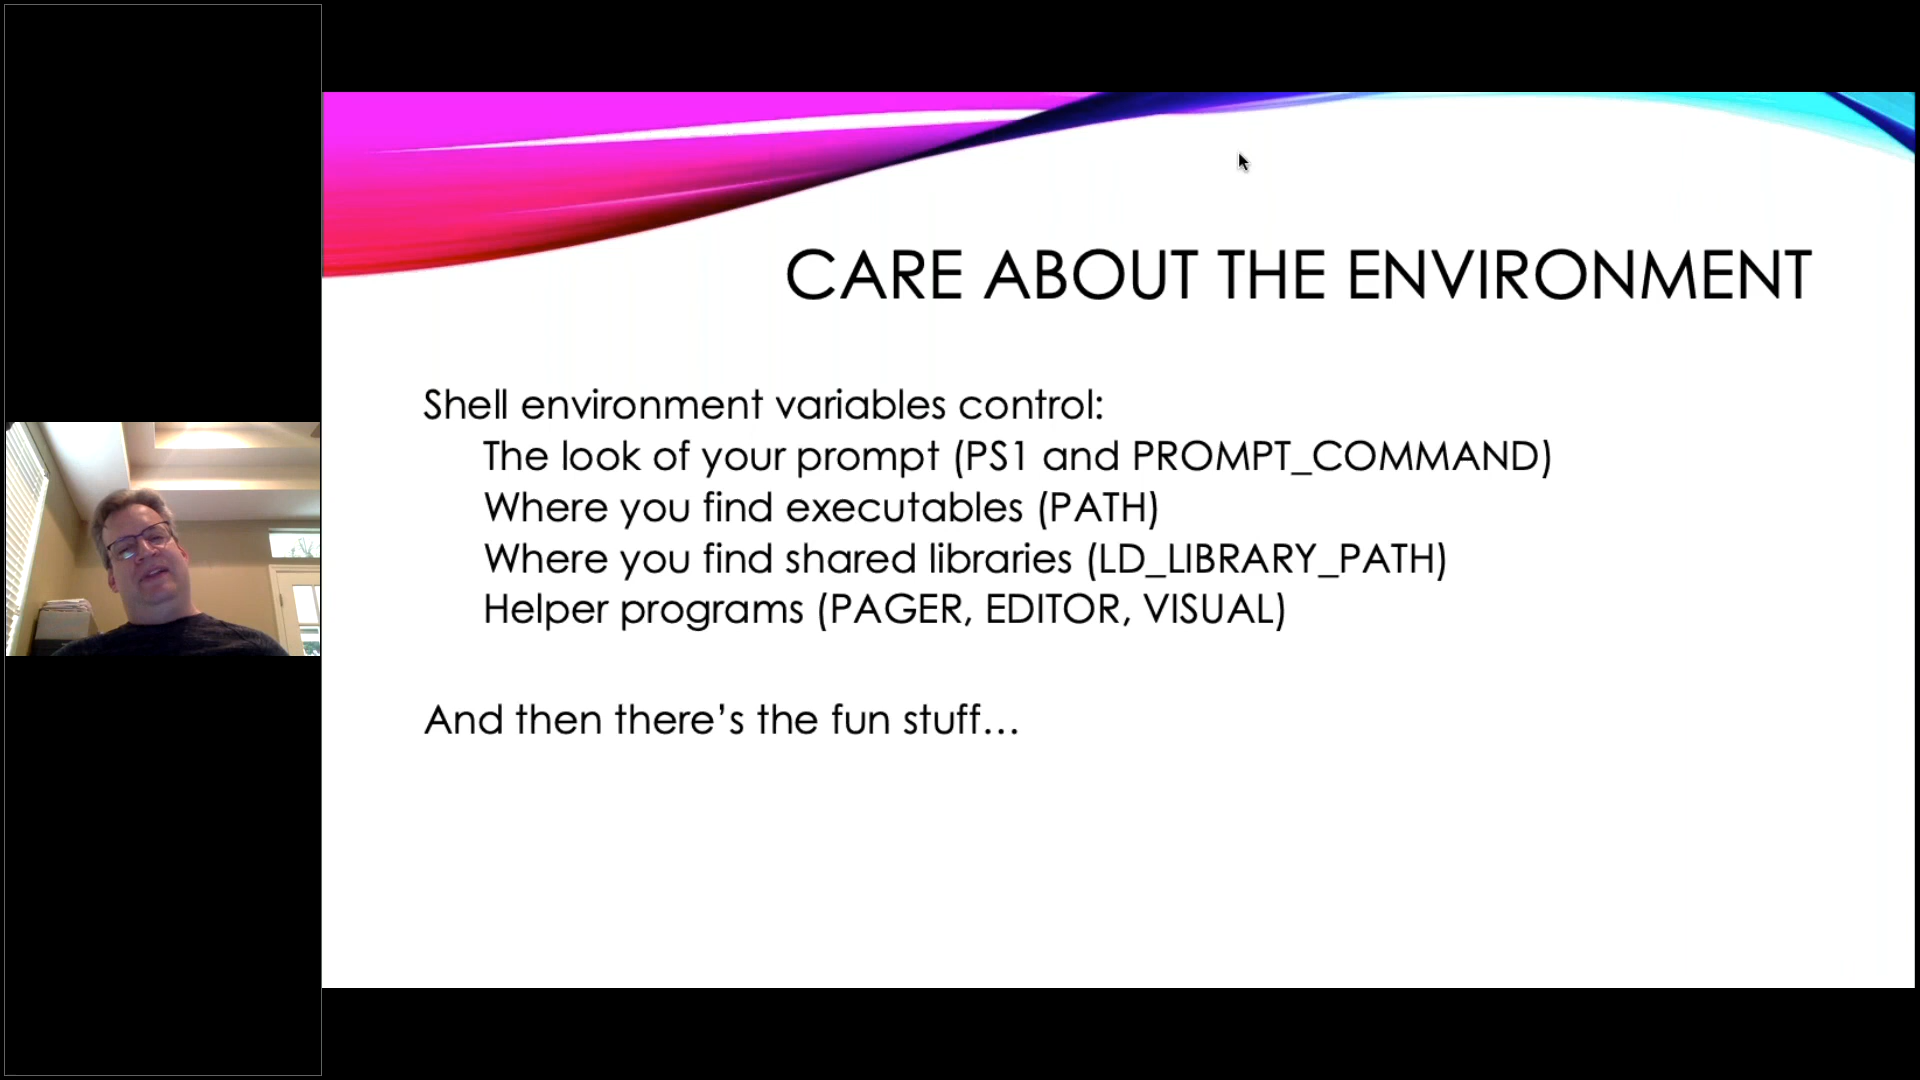 CARE ABOUT THE ENVIRONMENT
Shell environment variables control:
The look of your prompt (PS1 and PROMPT_COMMAND)
Where you find executables (PATH)
Where you find shared libraries (LD_LIBRARY_PATH)
Helper programs (PAGER, EDITOR, VISUAL)
And then there’s the fun stuff…